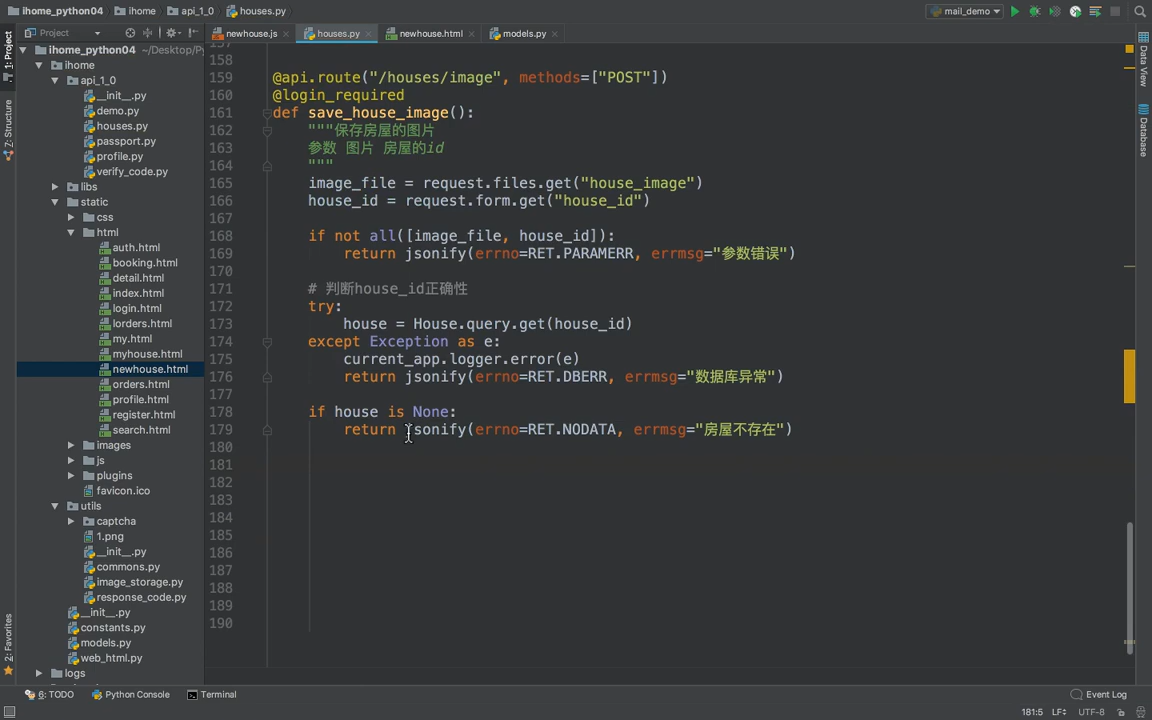 ihome_python04 ihome api_1_0 houses.py mail_demo
Project newhouse.js houses.py newhouse.html models.py
1: Project
Z: Structure
2: Favorites
Data View
Database
ihome_python04 ~/Desktop/Py
ihome
api_1_0
__init__.py
demo.py
houses.py
passport.py
profile.py
verify_code.py
libs
static
css
html
auth.html
booking.html
detail.html
index.html
login.html
lorders.html
my.html
myhouse.html
newhouse.html
orders.html
profile.html
register.html
search.html
images
js
plugins
favicon.ico
utils
captcha
1.png
__init__.py
commons.py
image_storage.py
response_code.py
__init__.py
constants.py
models.py
web_html.py
logs
157
158
159 @api.route("/houses/image", methods=["POST"])
160 @login_required
161 def save_house_image():
162 """保存房屋的图片
163 参数 图片 房屋的id
164 """
165 image_file = request.files.get("house_image")
166 house_id = request.form.get("house_id")
167
168 if not all([image_file, house_id]):
169 return jsonify(errno=RET.PARAMERR, errmsg="参数错误")
170
171 # 判断house_id正确性
172 try:
173 house = House.query.get(house_id)
174 except Exception as e:
175 current_app.logger.error(e)
176 return jsonify(errno=RET.DBERR, errmsg="数据库异常")
177
178 if house is None:
179 return jsonify(errno=RET.NODATA, errmsg="房屋不存在")
180
181
182
183
184
185
186
187
188
189
190
6: TODO Python Console Terminal Event Log
181:5 LF UTF-8